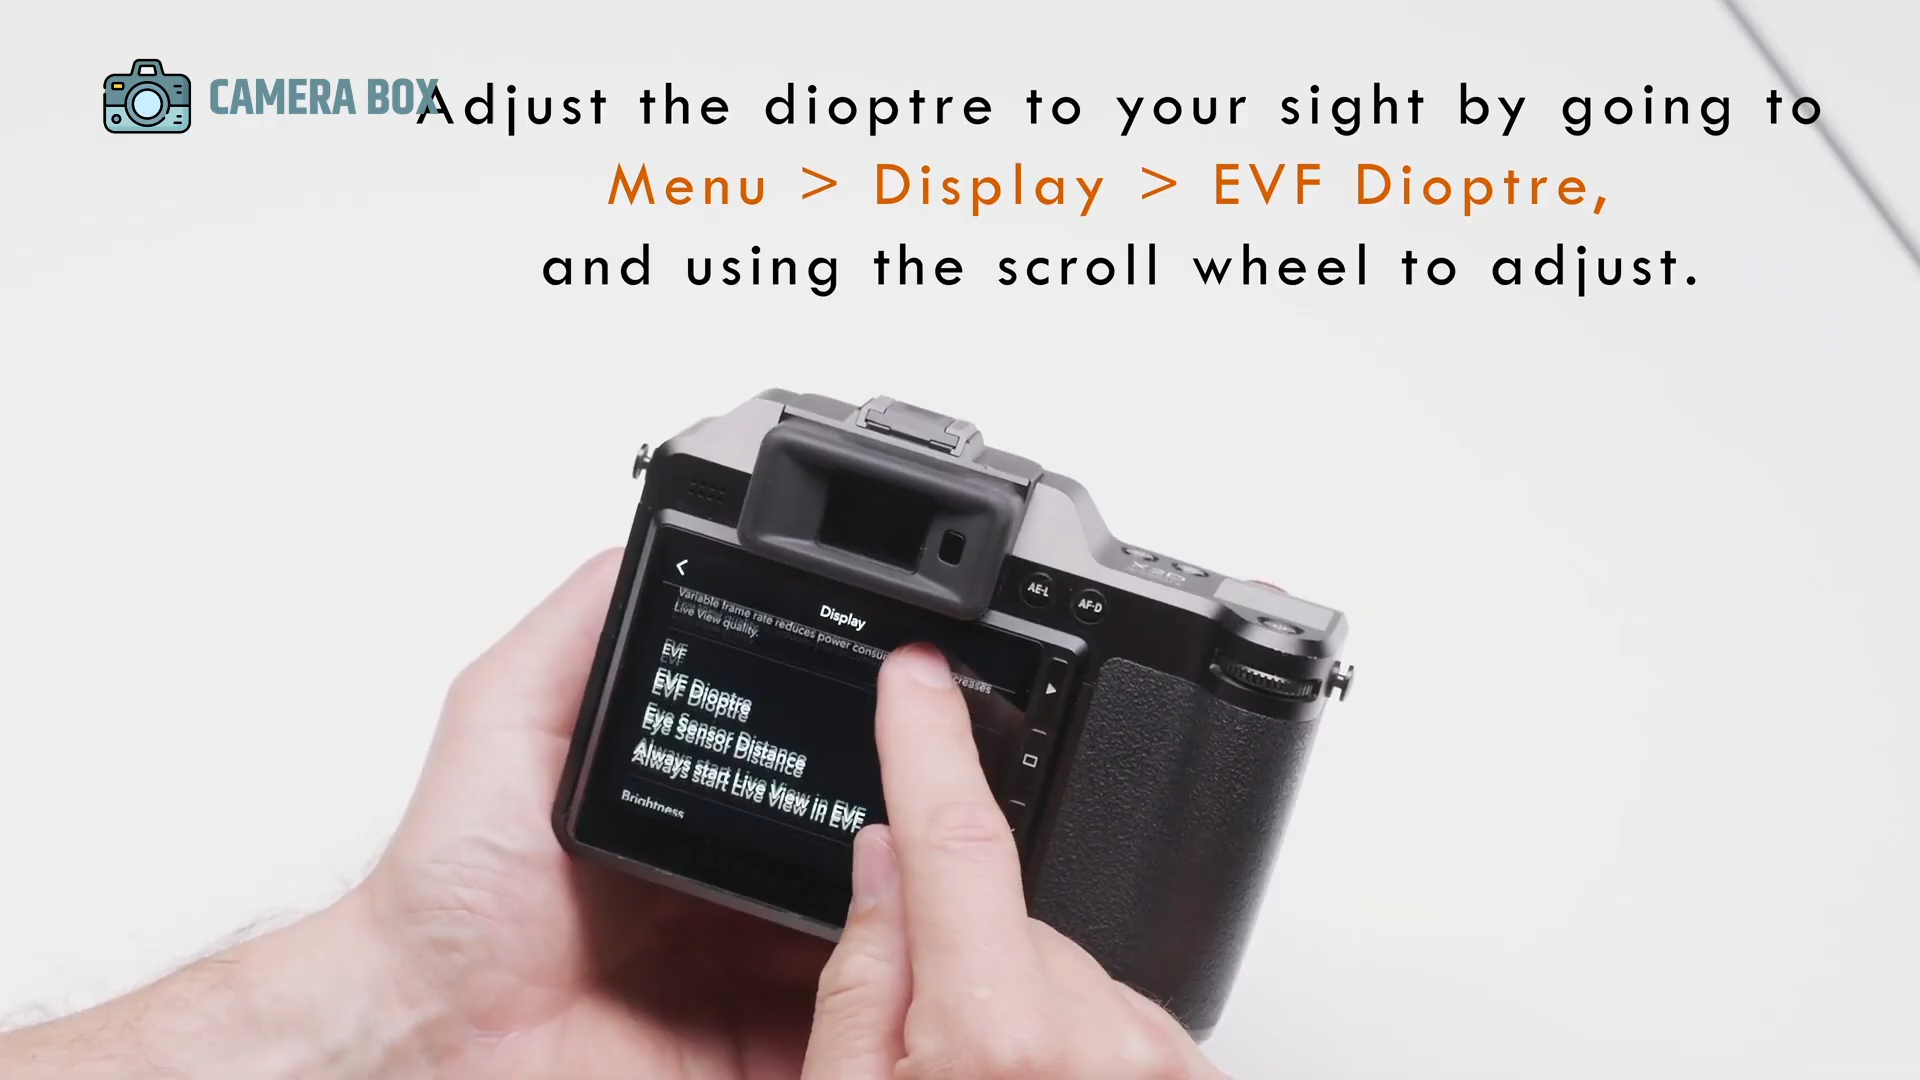 CAMERA BOX
Adjust the dioptre to your sight by going to
Menu > Display > EVF Dioptre,
and using the scroll wheel to adjust.
X2D
AE-L
AF-D
Display
Variable frame rate reduces power consu
creases
Live View quality.
EVF
EVF Dioptre
Eye Sensor Distance
Always start Live View in EVF
Brightness